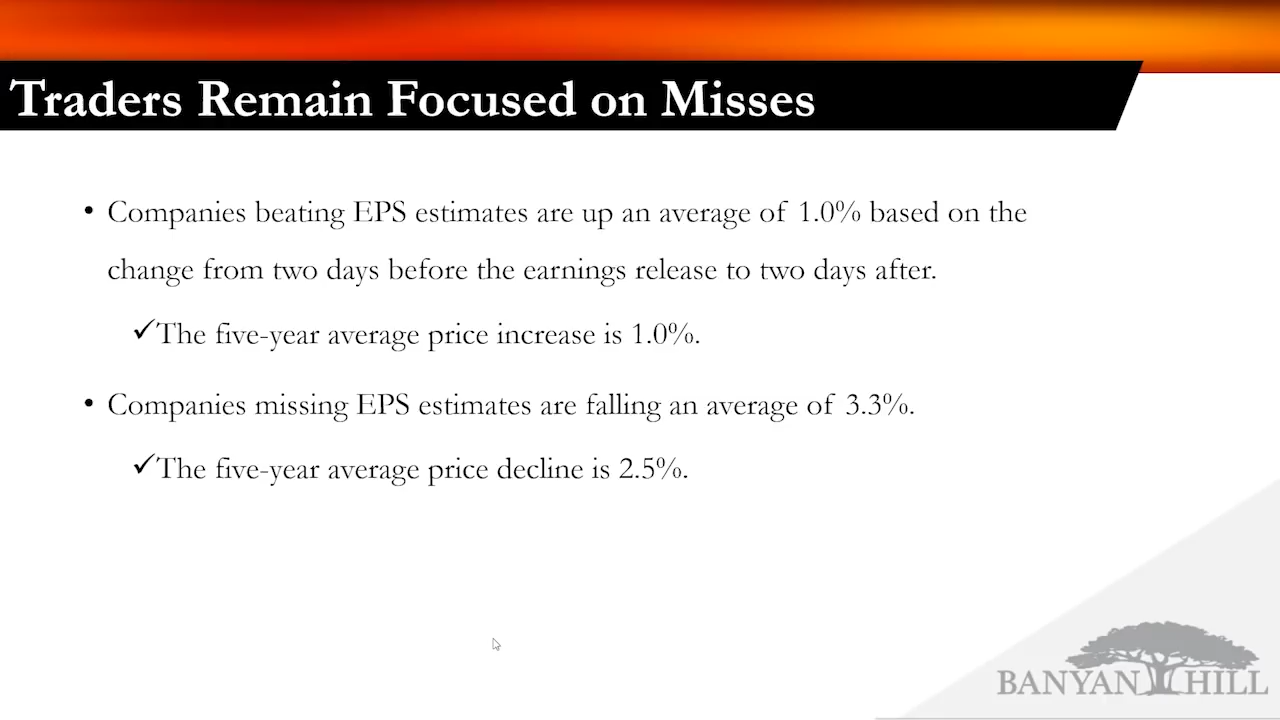 Traders Remain Focused on Misses
• Companies beating EPS estimates are up an average of 1.0% based on the
change from two days before the earnings release to two days after.
✓The five-year average price increase is 1.0%.
• Companies missing EPS estimates are falling an average of 3.3%.
✓The five-year average price decline is 2.5%.
BANYAN HILL